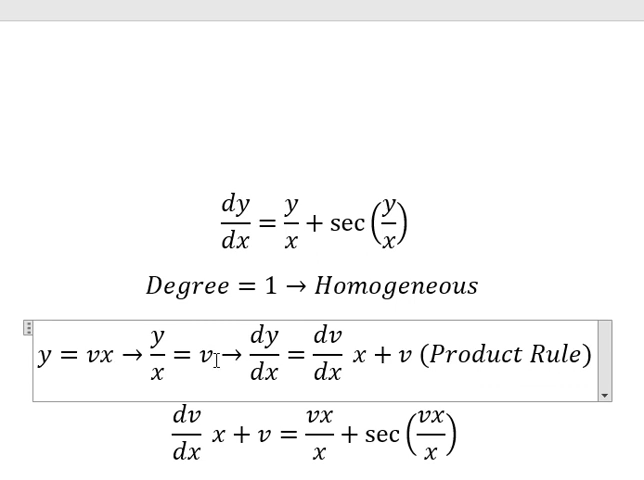 dy/dx = y/x + sec(y/x)
Degree = 1 → Homogeneous
y = vx → y/x = v → dy/dx = dv/dx x + v (Product Rule)
dv/dx x + v = vx/x + sec(vx/x)